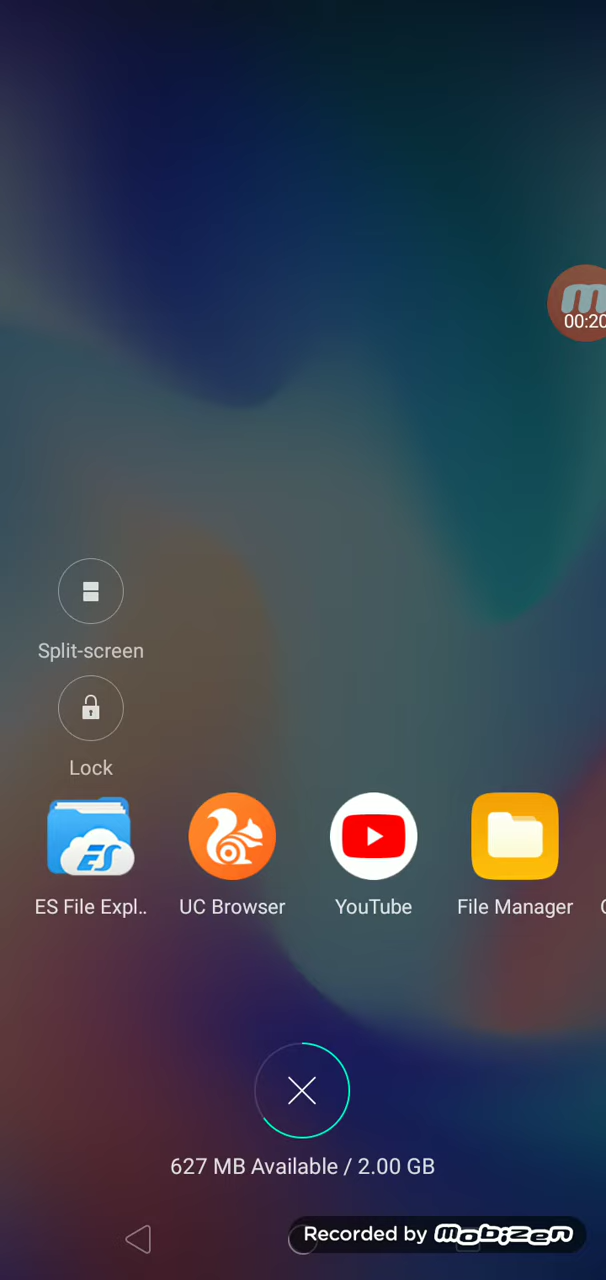 m
00:20
Split-screen
Lock
ES
ES File Expl..
UC Browser
YouTube
File Manager
627 MB Available / 2.00 GB
Recorded by mobizen